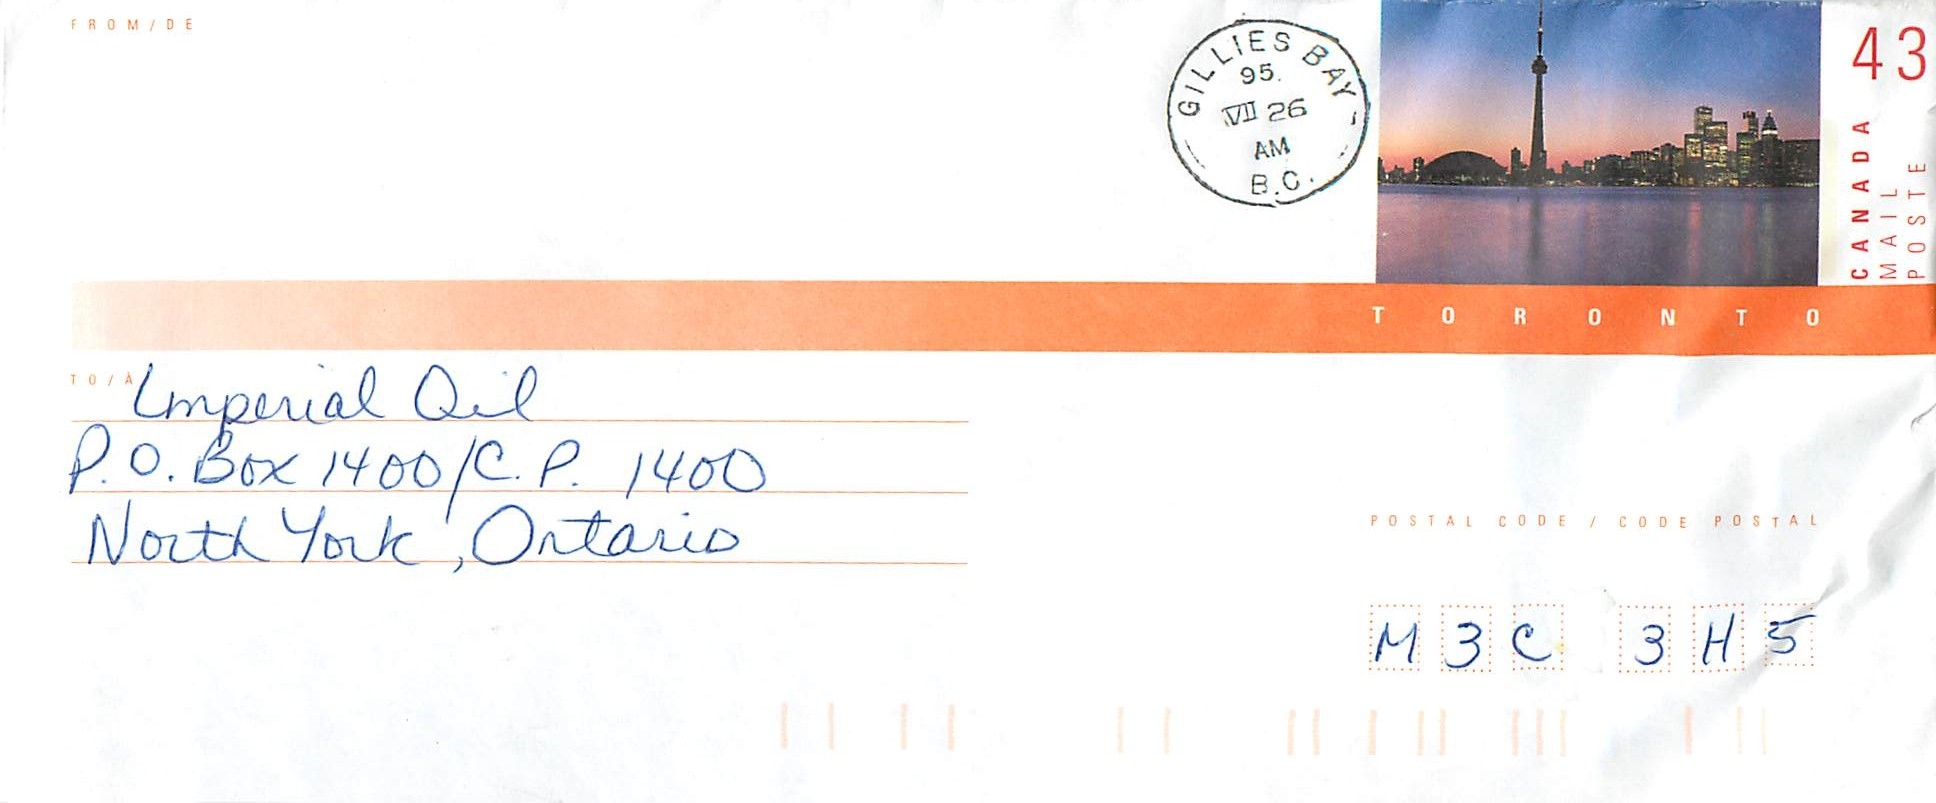 FROM/DE
GILLIES BAY
95.
VII 26
AM
B.C.
43
CANADA
MAIL
POSTE
TORONTO
TO/À
Imperial Oil
P.O. Box 1400/C.P. 1400
North York, Ontario
POSTAL CODE / CODE POSTAL
M3C 3H5